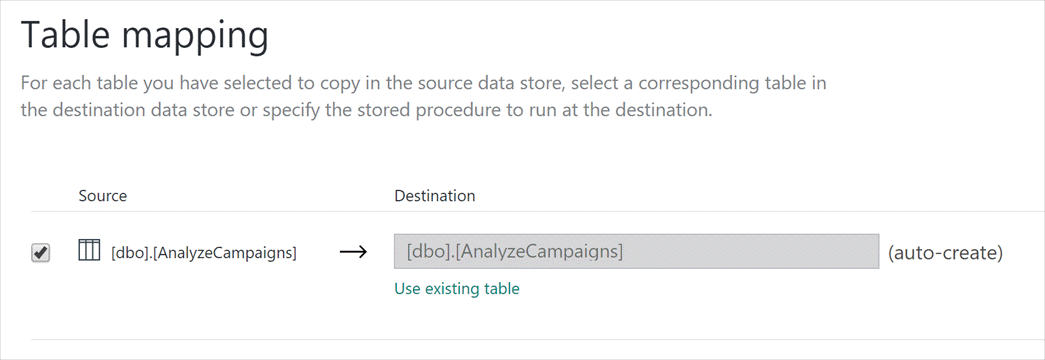 Table mapping
For each table you have selected to copy in the source data store, select a corresponding table in
the destination data store or specify the stored procedure to run at the destination.
Source Destination
[dbo].[AnalyzeCampaigns] → [dbo].[AnalyzeCampaigns] (auto-create)
Use existing table